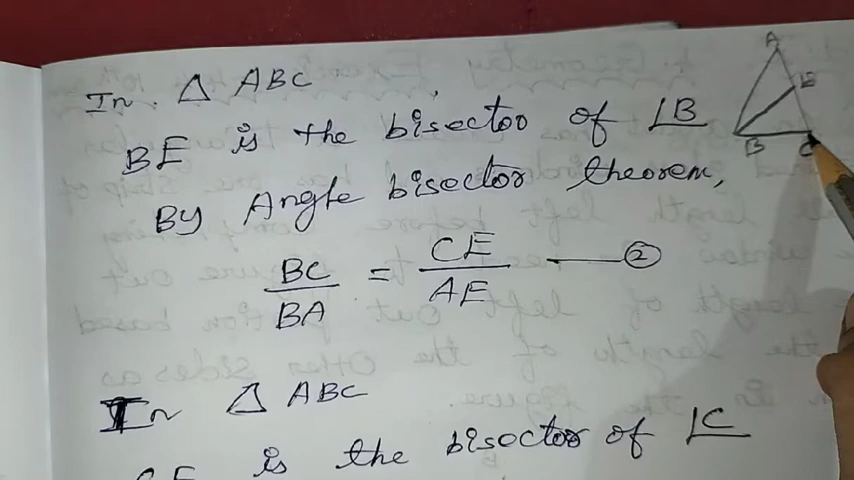 In. △ ABC
BE is the bisector of ∠B
By Angle bisector theorem,
BC/BA = CE/AE —— ②
In △ ABC
is the bisector of ∠C
A
E
B
C